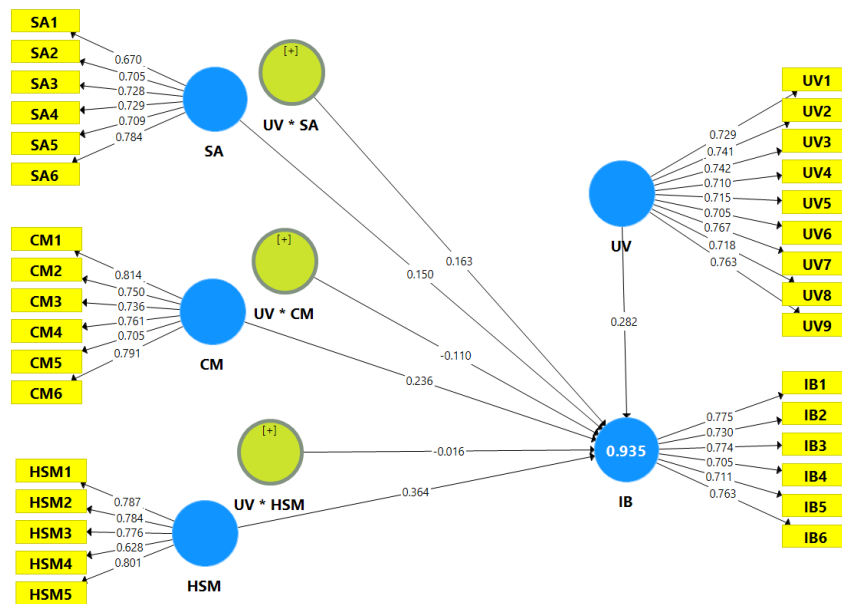 SA1
SA2
SA3
SA4
SA5
SA6
0.670
0.705
0.728
0.729
0.709
0.784
SA
[+]
UV * SA
0.163
0.150
CM1
CM2
CM3
CM4
CM5
CM6
0.814
0.750
0.736
0.761
0.705
0.791
CM
[+]
UV * CM
-0.110
0.236
HSM1
HSM2
HSM3
HSM4
HSM5
0.787
0.784
0.776
0.628
0.801
HSM
[+]
UV * HSM
-0.016
0.364
UV
0.729
0.741
0.742
0.710
0.715
0.705
0.767
0.718
0.763
UV1
UV2
UV3
UV4
UV5
UV6
UV7
UV8
UV9
0.282
0.935
IB
0.775
0.730
0.774
0.705
0.711
0.763
IB1
IB2
IB3
IB4
IB5
IB6